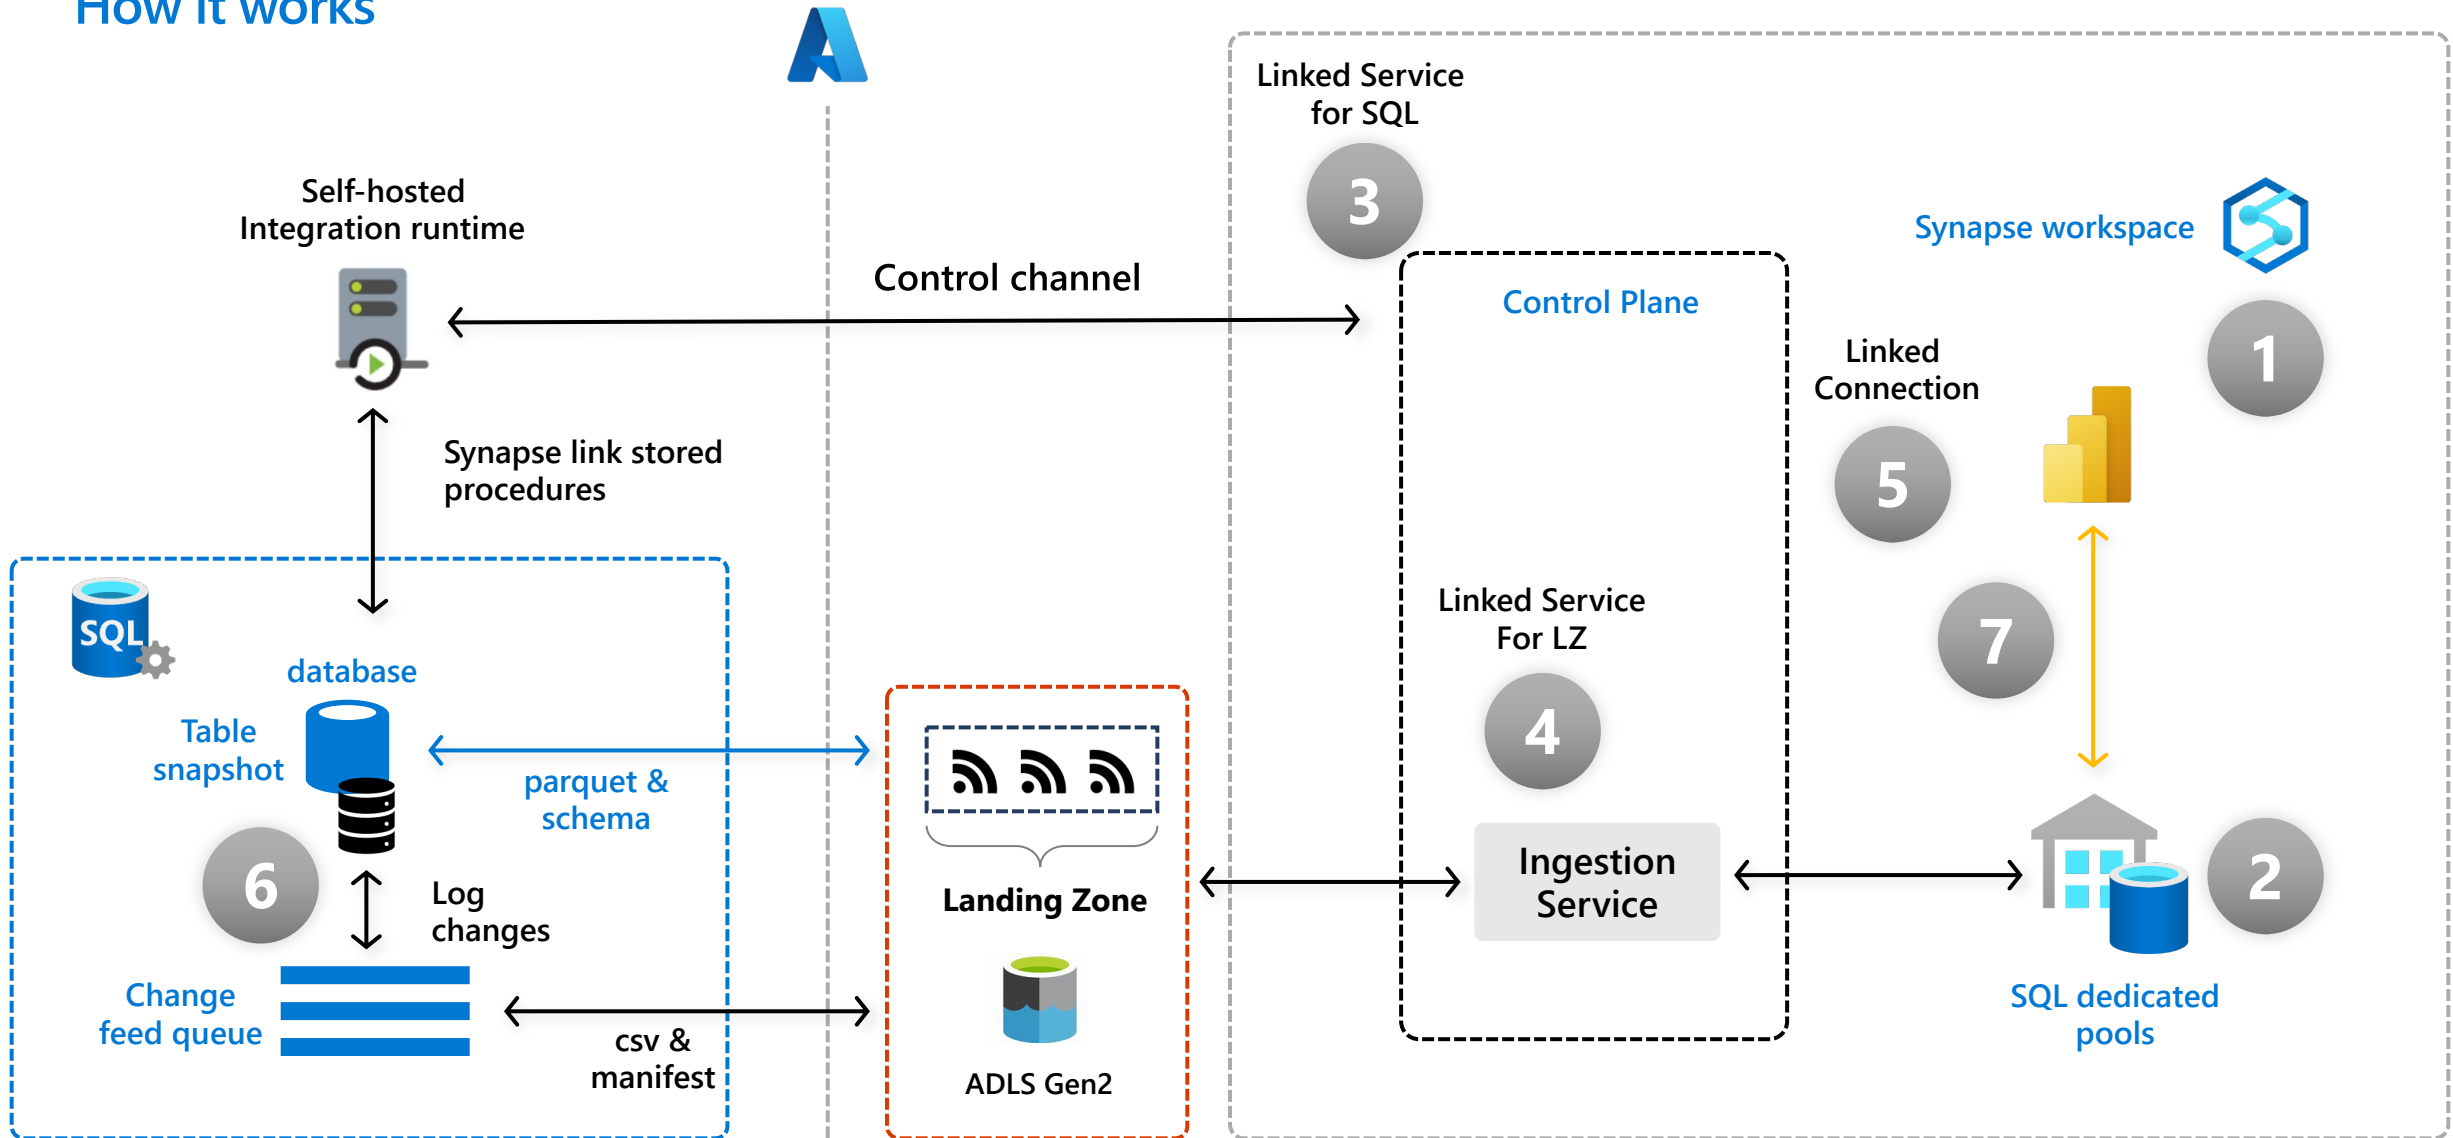 How it works
Linked Service
for SQL
3
Self-hosted
Integration runtime
Synapse workspace
Control channel
Control Plane
1
Linked
Connection
5
Synapse link stored
procedures
SQL
database
Table
snapshot
parquet &
schema
Linked Service
For LZ
4
7
6
Log
changes
Landing Zone
Ingestion
Service
2
Change
feed queue
csv &
manifest
ADLS Gen2
SQL dedicated
pools